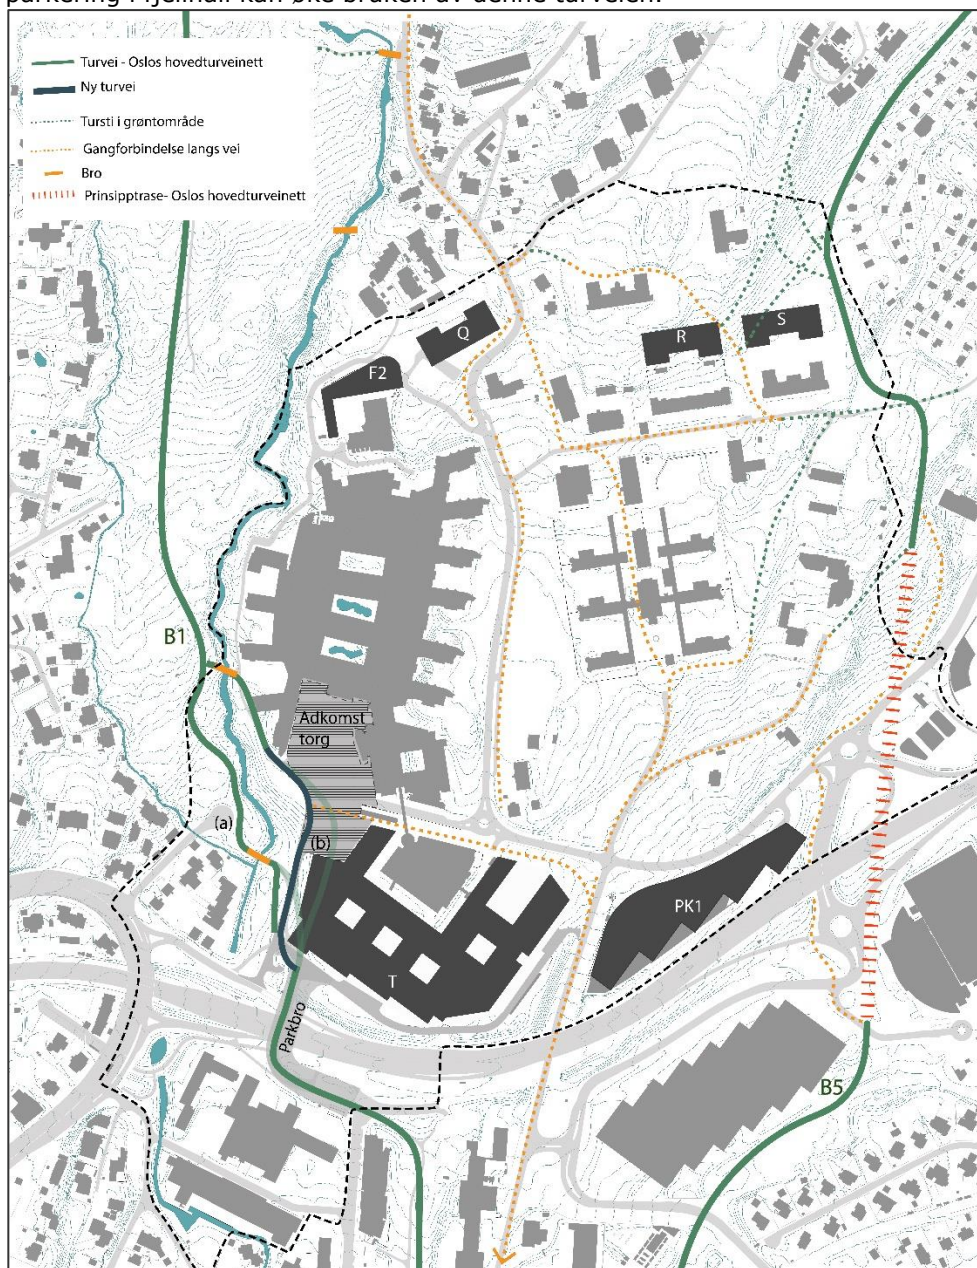 parkering i fjellhall kan øke bruken av denne turveien.
Turvei - Oslos hovedturveinett
Ny turvei
Tursti i grøntområde
Gangforbindelse langs vei
Bro
Prinsipptrase- Oslos hovedturveinett
Q
R
S
F2
B1
Adkomst
torg
(a)
(b)
PK1
T
Parkbro
B5